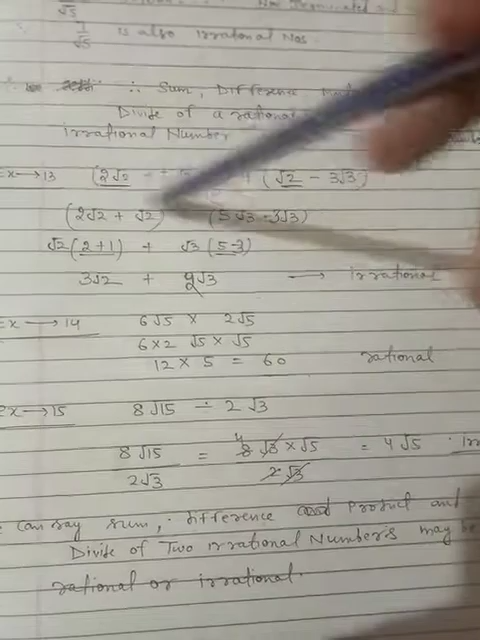 √5
1/√5 is also irrational Nos.
∴ Sum, Difference
Divide of a rational
irrational Number
Ex → 13 (2√2 + (√2 - 3√3)
(2√2 + √2) (5√3 - 3√3)
√2(2+1) + √3(5-3)
3√2 + 2√3 → irrational
Ex → 14 6√5 × 2√5
6×2 √5 × √5
12 × 5 = 60 rational
Ex → 15 8√15 ÷ 2√3
8√15/2√3 = 8√3 × √5/2√3 = 4√5
can say sum, difference and Product and
Divide of Two irrational Numbers may be
rational or irrational.